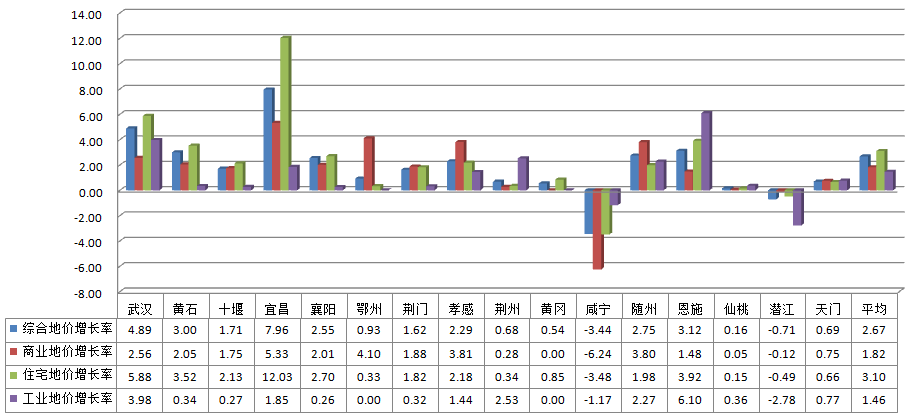 14.00
12.00
10.00
8.00
6.00
4.00
2.00
0.00
-2.00
-4.00
-6.00
-8.00
武汉 黄石 十堰 宜昌 襄阳 鄂州 荆门 孝感 荆州 黄冈 咸宁 随州 恩施 仙桃 潜江 天门 平均
综合地价增长率 4.89 3.00 1.71 7.96 2.55 0.93 1.62 2.29 0.68 0.54 -3.44 2.75 3.12 0.16 -0.71 0.69 2.67
商业地价增长率 2.56 2.05 1.75 5.33 2.01 4.10 1.88 3.81 0.28 0.00 -6.24 3.80 1.48 0.05 -0.12 0.75 1.82
住宅地价增长率 5.88 3.52 2.13 12.03 2.70 0.33 1.82 2.18 0.34 0.85 -3.48 1.98 3.92 0.15 -0.49 0.66 3.10
工业地价增长率 3.98 0.34 0.27 1.85 0.26 0.00 0.32 1.44 2.53 0.00 -1.17 2.27 6.10 0.36 -2.78 0.77 1.46